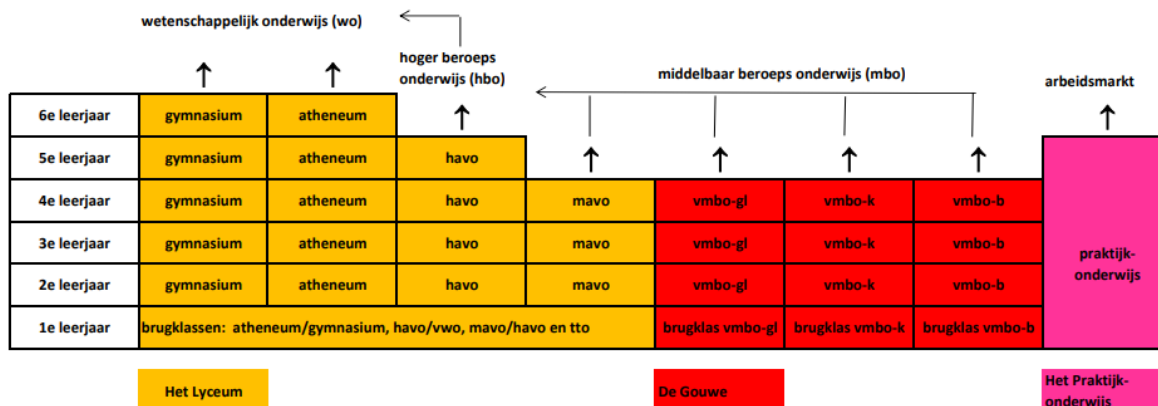 wetenschappelijk onderwijs (wo)
hoger beroeps
onderwijs (hbo)
middelbaar beroeps onderwijs (mbo)
arbeidsmarkt
6e leerjaar gymnasium atheneum
5e leerjaar gymnasium atheneum havo
4e leerjaar gymnasium atheneum havo mavo vmbo-gl vmbo-k vmbo-b
3e leerjaar gymnasium atheneum havo mavo vmbo-gl vmbo-k vmbo-b
praktijk-
onderwijs
2e leerjaar gymnasium atheneum havo mavo vmbo-gl vmbo-k vmbo-b
1e leerjaar brugklassen: atheneum/gymnasium, havo/vwo, mavo/havo en tto brugklas vmbo-gl brugklas vmbo-k brugklas vmbo-b
Het Lyceum
De Gouwe
Het Praktijk-
onderwijs